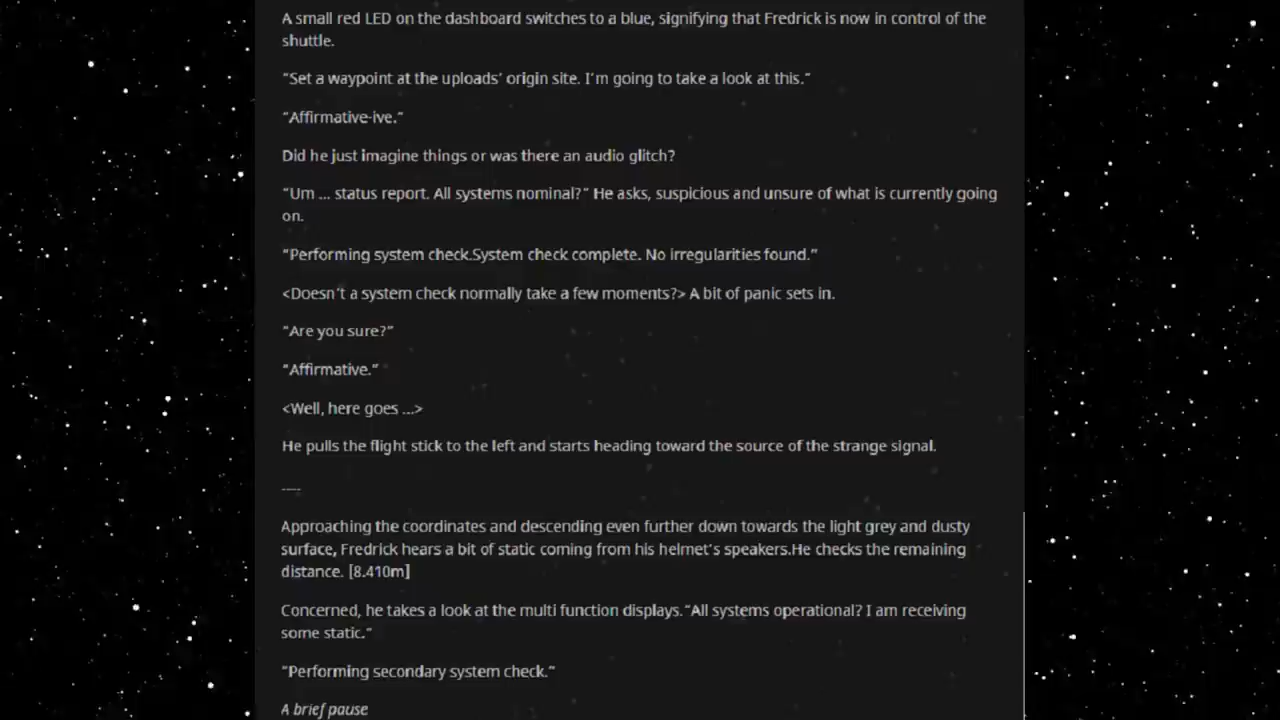 A small red LED on the dashboard switches to a blue, signifying that Fredrick is now in control of the
shuttle.
“Set a waypoint at the uploads’ origin site. I’m going to take a look at this.”
“Affirmative-ive.”
Did he just imagine things or was there an audio glitch?
“Um ... status report. All systems nominal?” He asks, suspicious and unsure of what is currently going
on.
“Performing system check.System check complete. No irregularities found.”
<Doesn’t a system check normally take a few moments?> A bit of panic sets in.
“Are you sure?”
“Affirmative.”
<Well, here goes ...>
He pulls the flight stick to the left and starts heading toward the source of the strange signal.
----
Approaching the coordinates and descending even further down towards the light grey and dusty
surface, Fredrick hears a bit of static coming from his helmet’s speakers.He checks the remaining
distance. [8.410m]
Concerned, he takes a look at the multi function displays.“All systems operational? I am receiving
some static.”
“Performing secondary system check.”
A brief pause